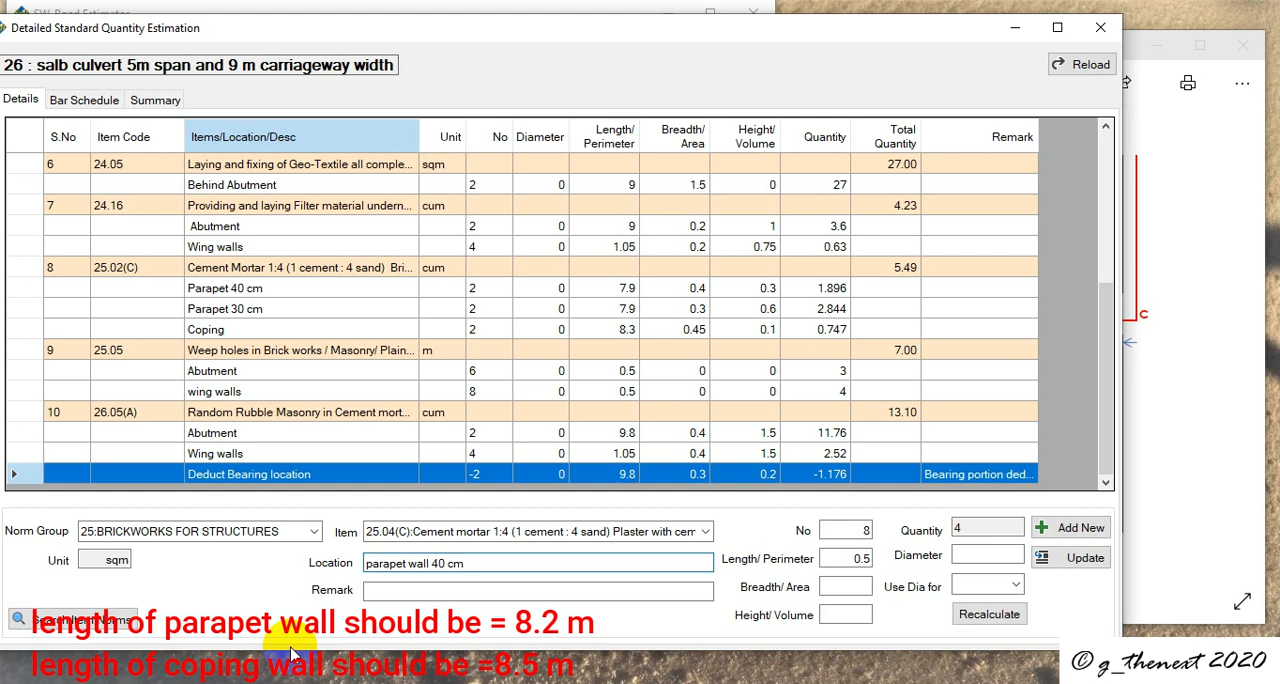 SW Road Estimator
Detailed Standard Quantity Estimation
26 : salb culvert 5m span and 9 m carriageway width
Reload
Details Bar Schedule Summary
S.No Item Code Items/Location/Desc Unit No Diameter Length/ Perimeter Breadth/ Area Height/ Volume Quantity Total Quantity Remark
6 24.05 Laying and fixing of Geo-Textile all comple... sqm 27.00
Behind Abutment 2 0 9 1.5 0 27
7 24.16 Providing and laying Filter material undern... cum 4.23
Abutment 2 0 9 0.2 1 3.6
Wing walls 4 0 1.05 0.2 0.75 0.63
8 25.02(C) Cement Mortar 1:4 (1 cement : 4 sand) Bri... cum 5.49
Parapet 40 cm 2 0 7.9 0.4 0.3 1.896
Parapet 30 cm 2 0 7.9 0.3 0.6 2.844
Coping 2 0 8.3 0.45 0.1 0.747
9 25.05 Weep holes in Brick works / Masonry/ Plain... m 7.00
Abutment 6 0 0.5 0 0 3
wing walls 8 0 0.5 0 0 4
10 26.05(A) Random Rubble Masonry in Cement mort... cum 13.10
Abutment 2 0 9.8 0.4 1.5 11.76
Wing walls 4 0 1.05 0.4 1.5 2.52
Deduct Bearing location -2 0 9.8 0.3 0.2 -1.176 Bearing portion ded...
C
Norm Group 25:BRICKWORKS FOR STRUCTURES Item 25.04(C):Cement mortar 1:4 (1 cement : 4 sand) Plaster with cem No 8 Quantity 4 Add New
Unit sqm Location parapet wall 40 cm Length/ Perimeter 0.5 Diameter Update
Remark Breadth/ Area Use Dia for
Height/ Volume Recalculate
length of parapet wall should be = 8.2 m
length of coping wall should be =8.5 m
© g_thenext 2020